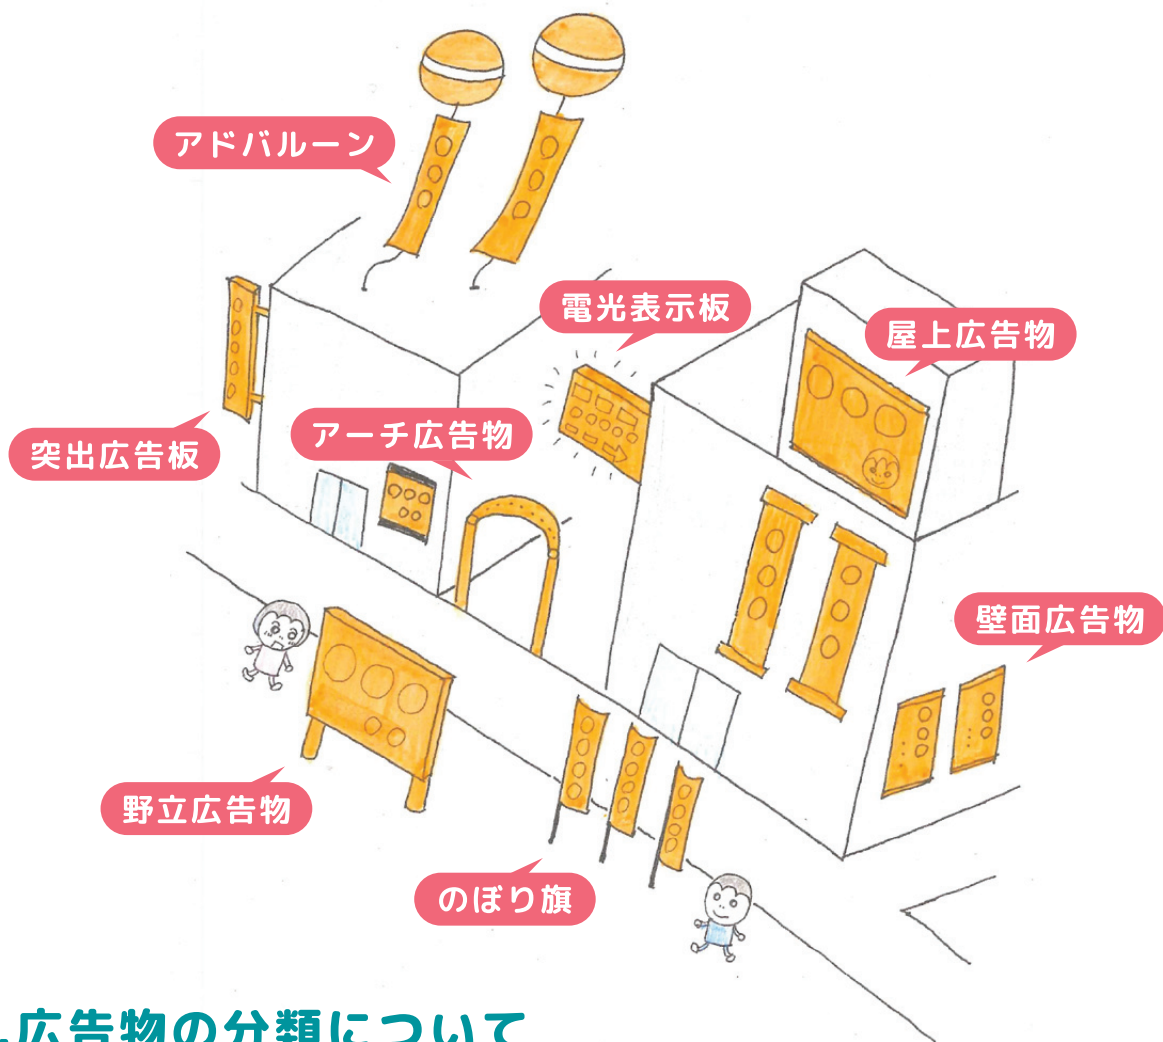 アドバルーン
電光表示板
屋上広告物
アーチ広告物
突出広告板
壁面広告物
野立広告物
のぼり旗
.広告物の分類について